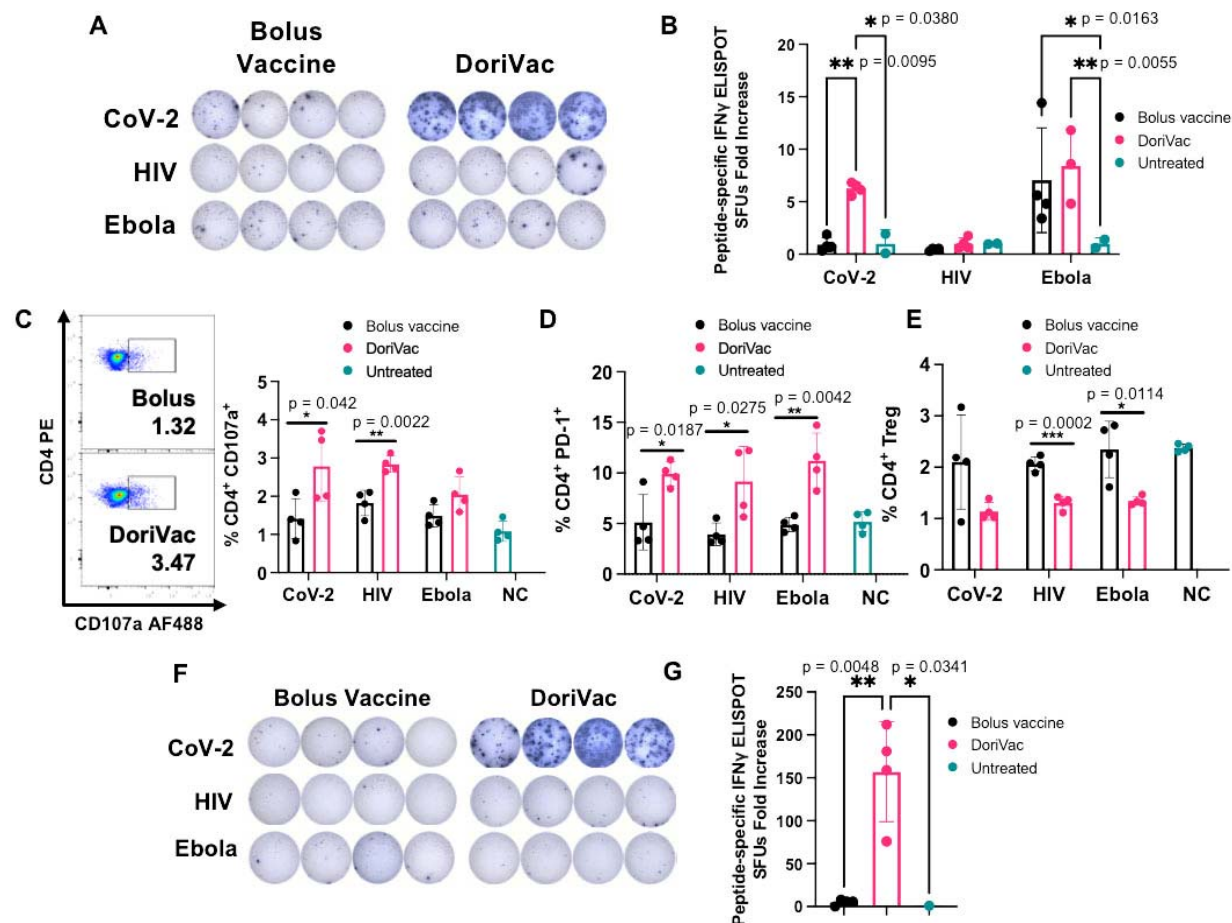 A
Bolus
Vaccine
DoriVac
CoV-2
HIV
Ebola
B
Peptide-specific IFNγ ELISPOT
SFUs Fold Increase
20
15
10
5
0
* p = 0.0380
** p = 0.0095
* p = 0.0163
** p = 0.0055
CoV-2 HIV Ebola
Bolus vaccine
DoriVac
Untreated
C
CD4 PE
Bolus
1.32
DoriVac
3.47
CD107a AF488
Bolus vaccine
DoriVac
Untreated
% CD4⁺ CD107a⁺
5
4
3
2
1
0
p = 0.042
*
p = 0.0022
**
CoV-2 HIV Ebola NC
D
Bolus vaccine
DoriVac
Untreated
% CD4⁺ PD-1⁺
20
15
10
5
0
p = 0.0187
*
p = 0.0275
*
p = 0.0042
**
CoV-2 HIV Ebola NC
E
Bolus vaccine
DoriVac
Untreated
% CD4⁺ Treg
4
3
2
1
0
p = 0.0002
***
p = 0.0114
*
CoV-2 HIV Ebola NC
F
Bolus Vaccine DoriVac
CoV-2
HIV
Ebola
G
Peptide-specific IFNγ ELISPOT
SFUs Fold Increase
250
200
150
100
50
0
p = 0.0048 p = 0.0341
** *
Bolus vaccine
DoriVac
Untreated